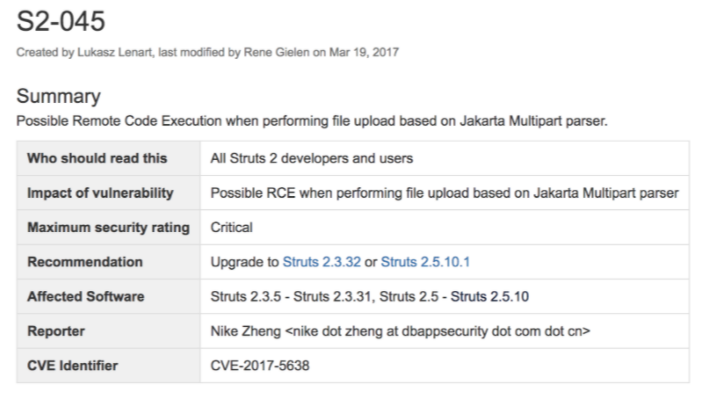 S2-045
Created by Lukasz Lenart, last modified by Rene Gielen on Mar 19, 2017
Summary
Possible Remote Code Execution when performing file upload based on Jakarta Multipart parser.
Who should read this All Struts 2 developers and users
Impact of vulnerability Possible RCE when performing file upload based on Jakarta Multipart parser
Maximum security rating Critical
Recommendation Upgrade to Struts 2.3.32 or Struts 2.5.10.1
Affected Software Struts 2.3.5 - Struts 2.3.31, Struts 2.5 - Struts 2.5.10
Reporter Nike Zheng <nike dot zheng at dbappsecurity dot com dot cn>
CVE Identifier CVE-2017-5638